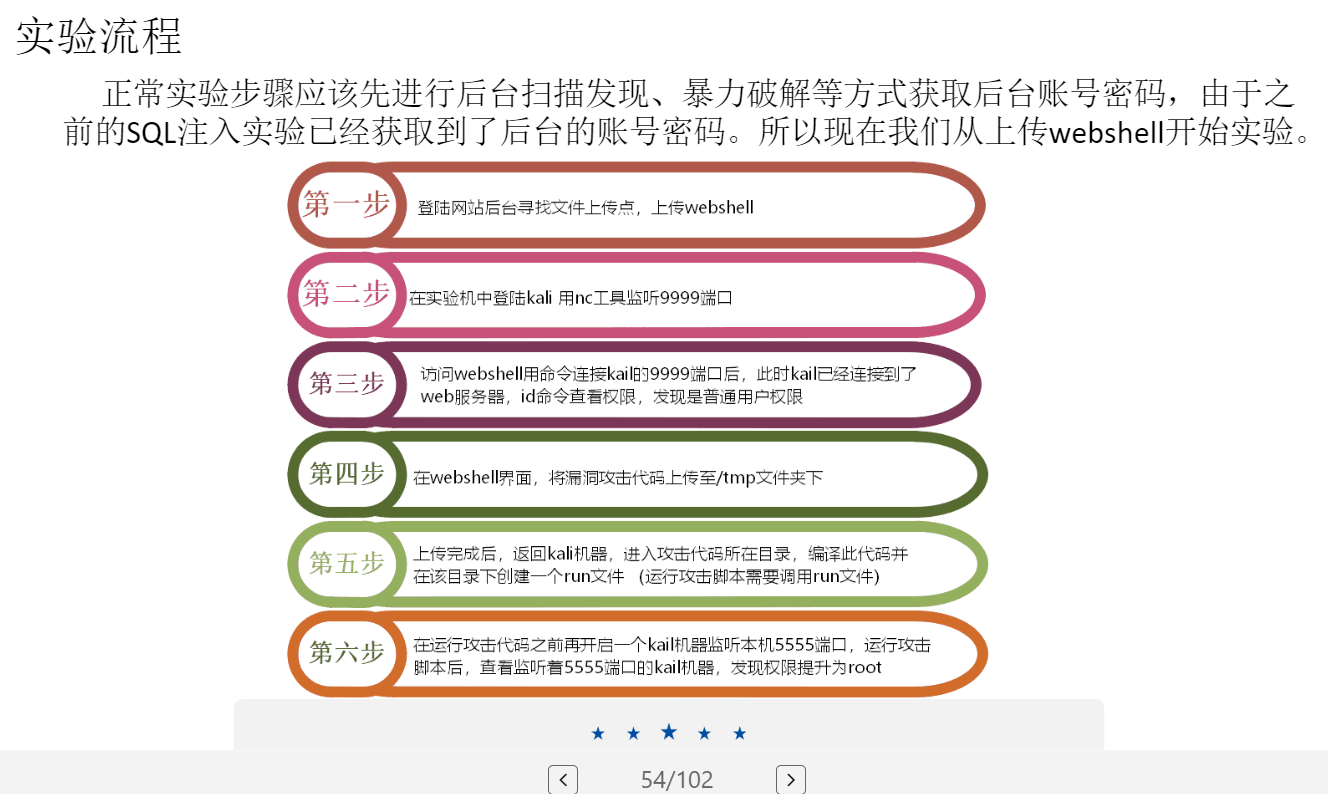 实验流程
正常实验步骤应该先进行后台扫描发现、暴力破解等方式获取后台账号密码，由于之
前的SQL注入实验已经获取到了后台的账号密码。所以现在我们从上传webshell开始实验。
第一步
登陆网站后台寻找文件上传点，上传webshell
第二步
在实验机中登陆kali 用nc工具监听9999端口
第三步
访问webshell用命令连接kail的9999端口后，此时kail已经连接到了
web服务器，id命令查看权限，发现是普通用户权限
第四步
在webshell界面，将漏洞攻击代码上传至/tmp文件夹下
第五步
上传完成后，返回kali机器，进入攻击代码所在目录，编译此代码并
在该目录下创建一个run文件 （运行攻击脚本需要调用run文件）
第六步
在运行攻击代码之前再开启一个kail机器监听本机5555端口，运行攻击
脚本后，查看监听着5555端口的kail机器，发现权限提升为root
54/102